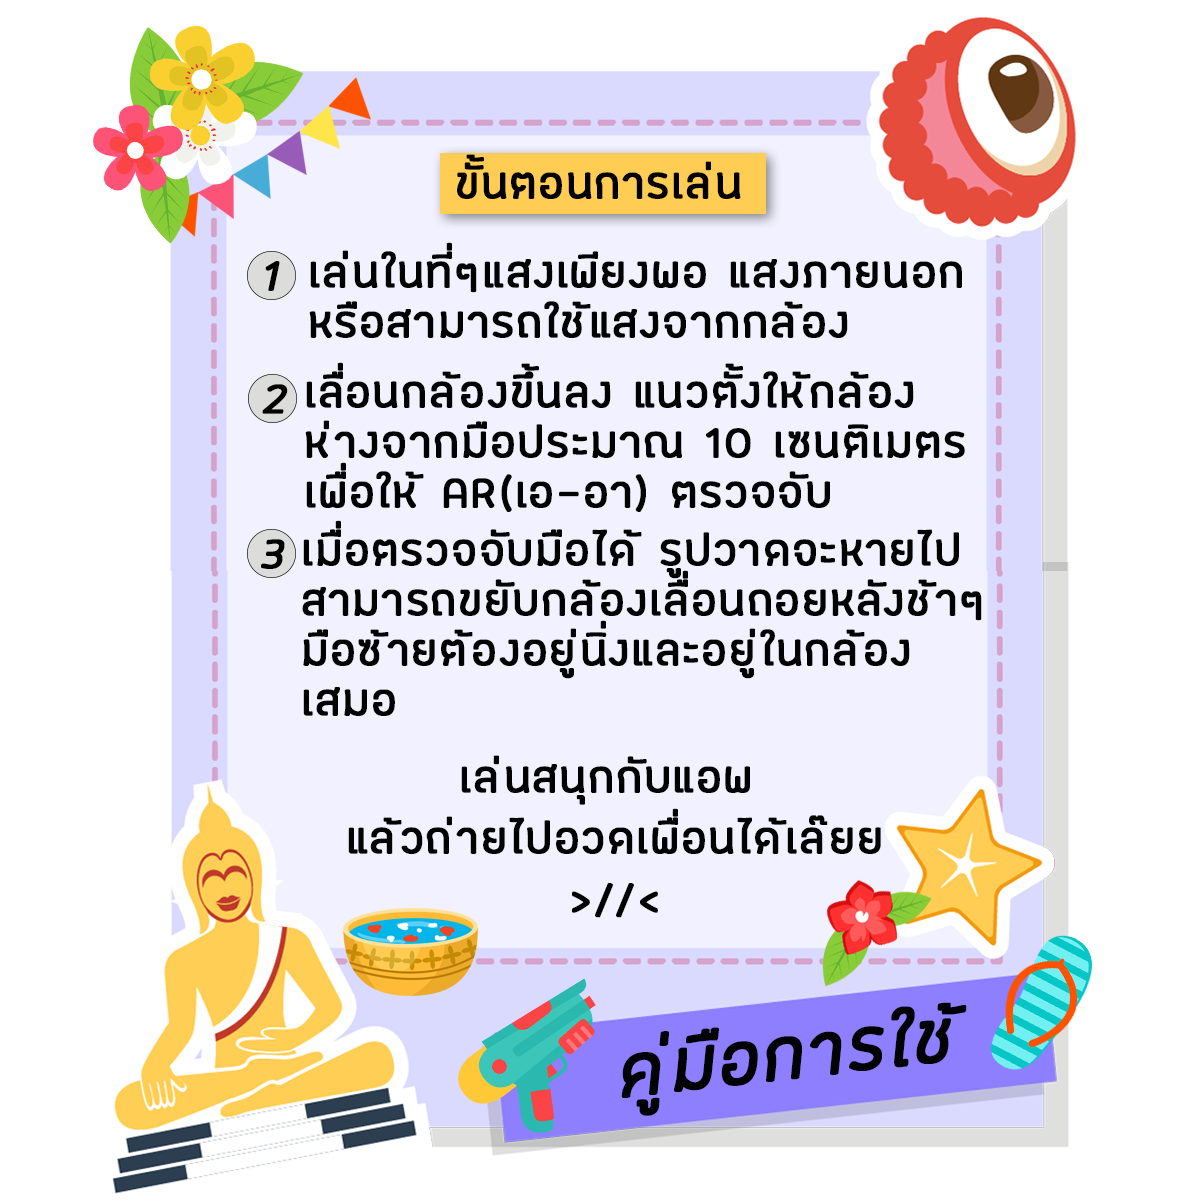 ขั้นตอนการเล่น
1 เล่นในที่ๆแสงเพียงพอ แสงภายนอก
หรือสามารถใช้แสงจากกล้อง
2 เลื่อนกล้องขึ้นลง แนวตั้งให้กล้อง
ห่างจากมือประมาณ 10 เซนติเมตร
เพื่อให้ AR(เอ-อา) ตรวจจับ
3 เมื่อตรวจจับมือได้ รูปวาดจะหายไป
สามารถขยับกล้องเลื่อนถอยหลังช้าๆ
มือซ้ายต้องอยู่นิ่งและอยู่ในกล้อง
เสมอ
เล่นสนุกกับแอพ
แล้วถ่ายไปอวดเพื่อนได้เล๊ยย
>//<
คู่มือการใช้